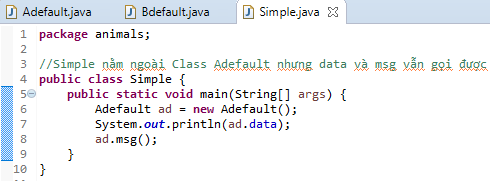 Adefault.java
Bdefault.java
Simple.java
1 package animals;
2
3 //Simple nằm ngoài Class Adefault nhưng data và msg vẫn gọi được
4 public class Simple {
5 public static void main(String[] args) {
6 Adefault ad = new Adefault();
7 System.out.println(ad.data);
8 ad.msg();
9 }
10 }